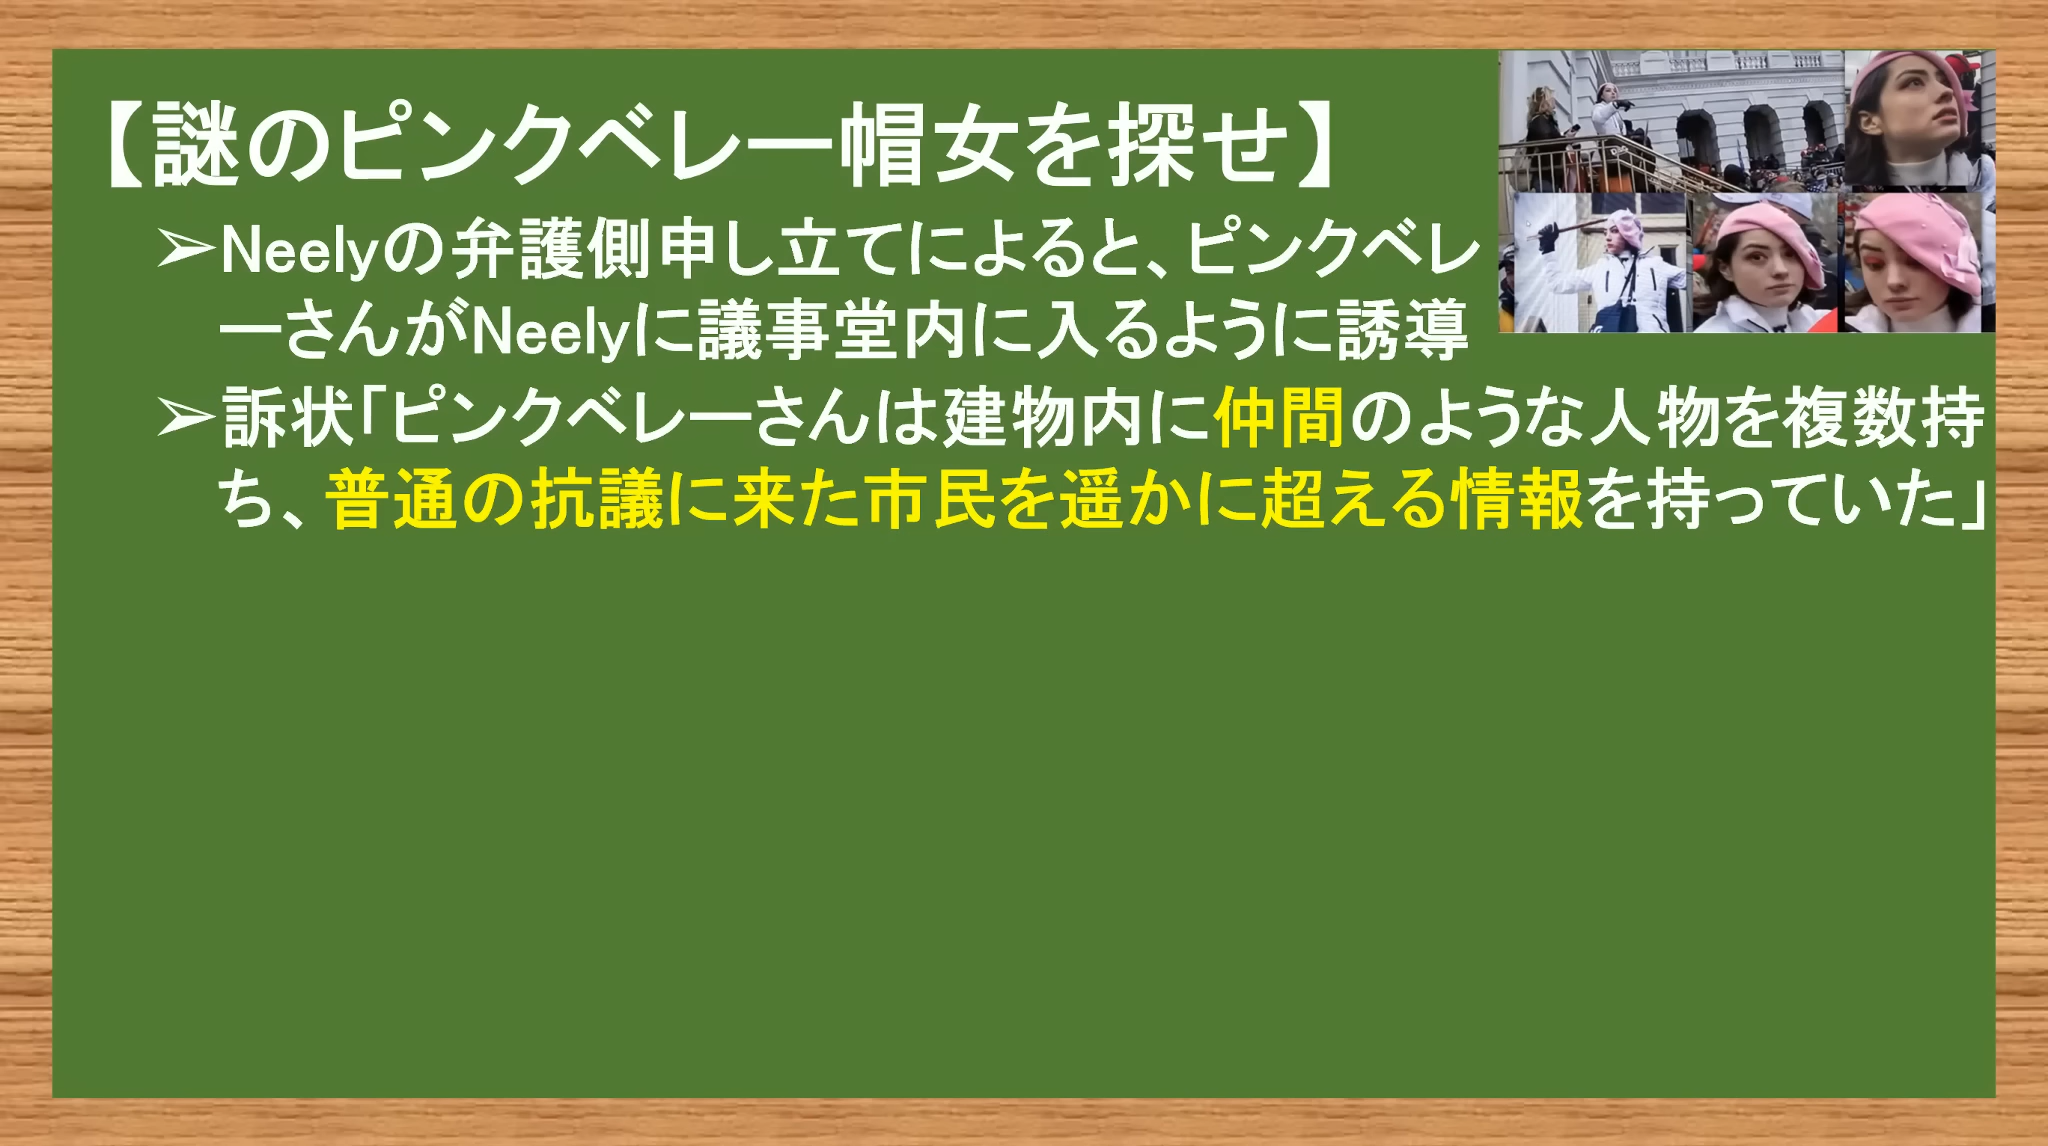 【謎のピンクベレー帽女を探せ】
➢Neelyの弁護側申し立てによると、ピンクベレ
ーさんがNeelyに議事堂内に入るように誘導
➢訴状「ピンクベレーさんは建物内に仲間のような人物を複数持
ち、普通の抗議に来た市民を遥かに超える情報を持っていた」